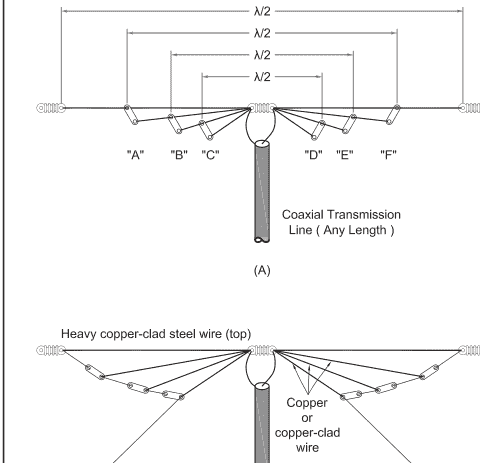 λ/2
λ/2
λ/2
λ/2
"A" "B" "C" "D" "E" "F"
Coaxial Transmission
Line ( Any Length )
(A)
Heavy copper-clad steel wire (top)
Copper
or
copper-clad
wire